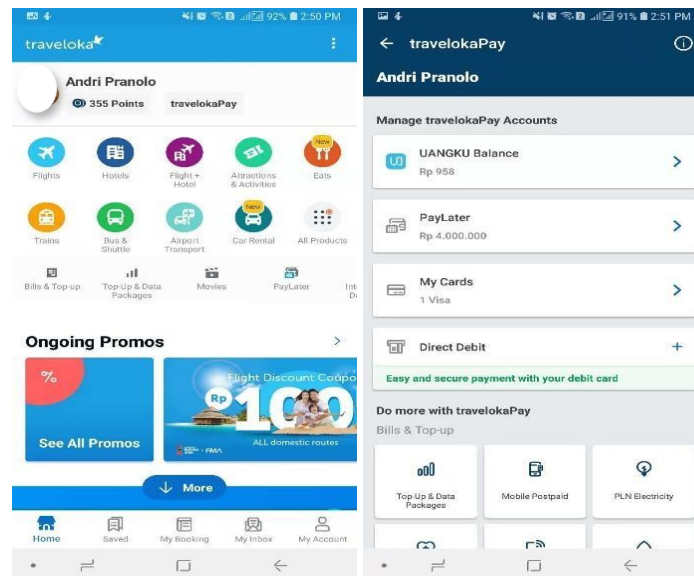 92% 2:50 PM
traveloka
Andri Pranolo
355 Points travelokaPay
New
Flights Hotels Flight + Hotel Attractions & Activities Eats
New
Trains Bus & Shuttle Airport Transport Car Rental All Products
Bills & Top-up Top-Up & Data Packages Movies PayLater Int
Ongoing Promos
%
See All Promos
Flight Discount Coupo
Rp 100
ALL domestic routes
More
Home Saved My Booking My Inbox My Account
91% 2:51 PM
travelokaPay
Andri Pranolo
Manage travelokaPay Accounts
UANGKU Balance
Rp 958
PayLater
Rp 4.000.000
My Cards
1 Visa
Direct Debit
Easy and secure payment with your debit card
Do more with travelokaPay
Bills & Top-up
Top-Up & Data Packages Mobile Postpaid PLN Electricity